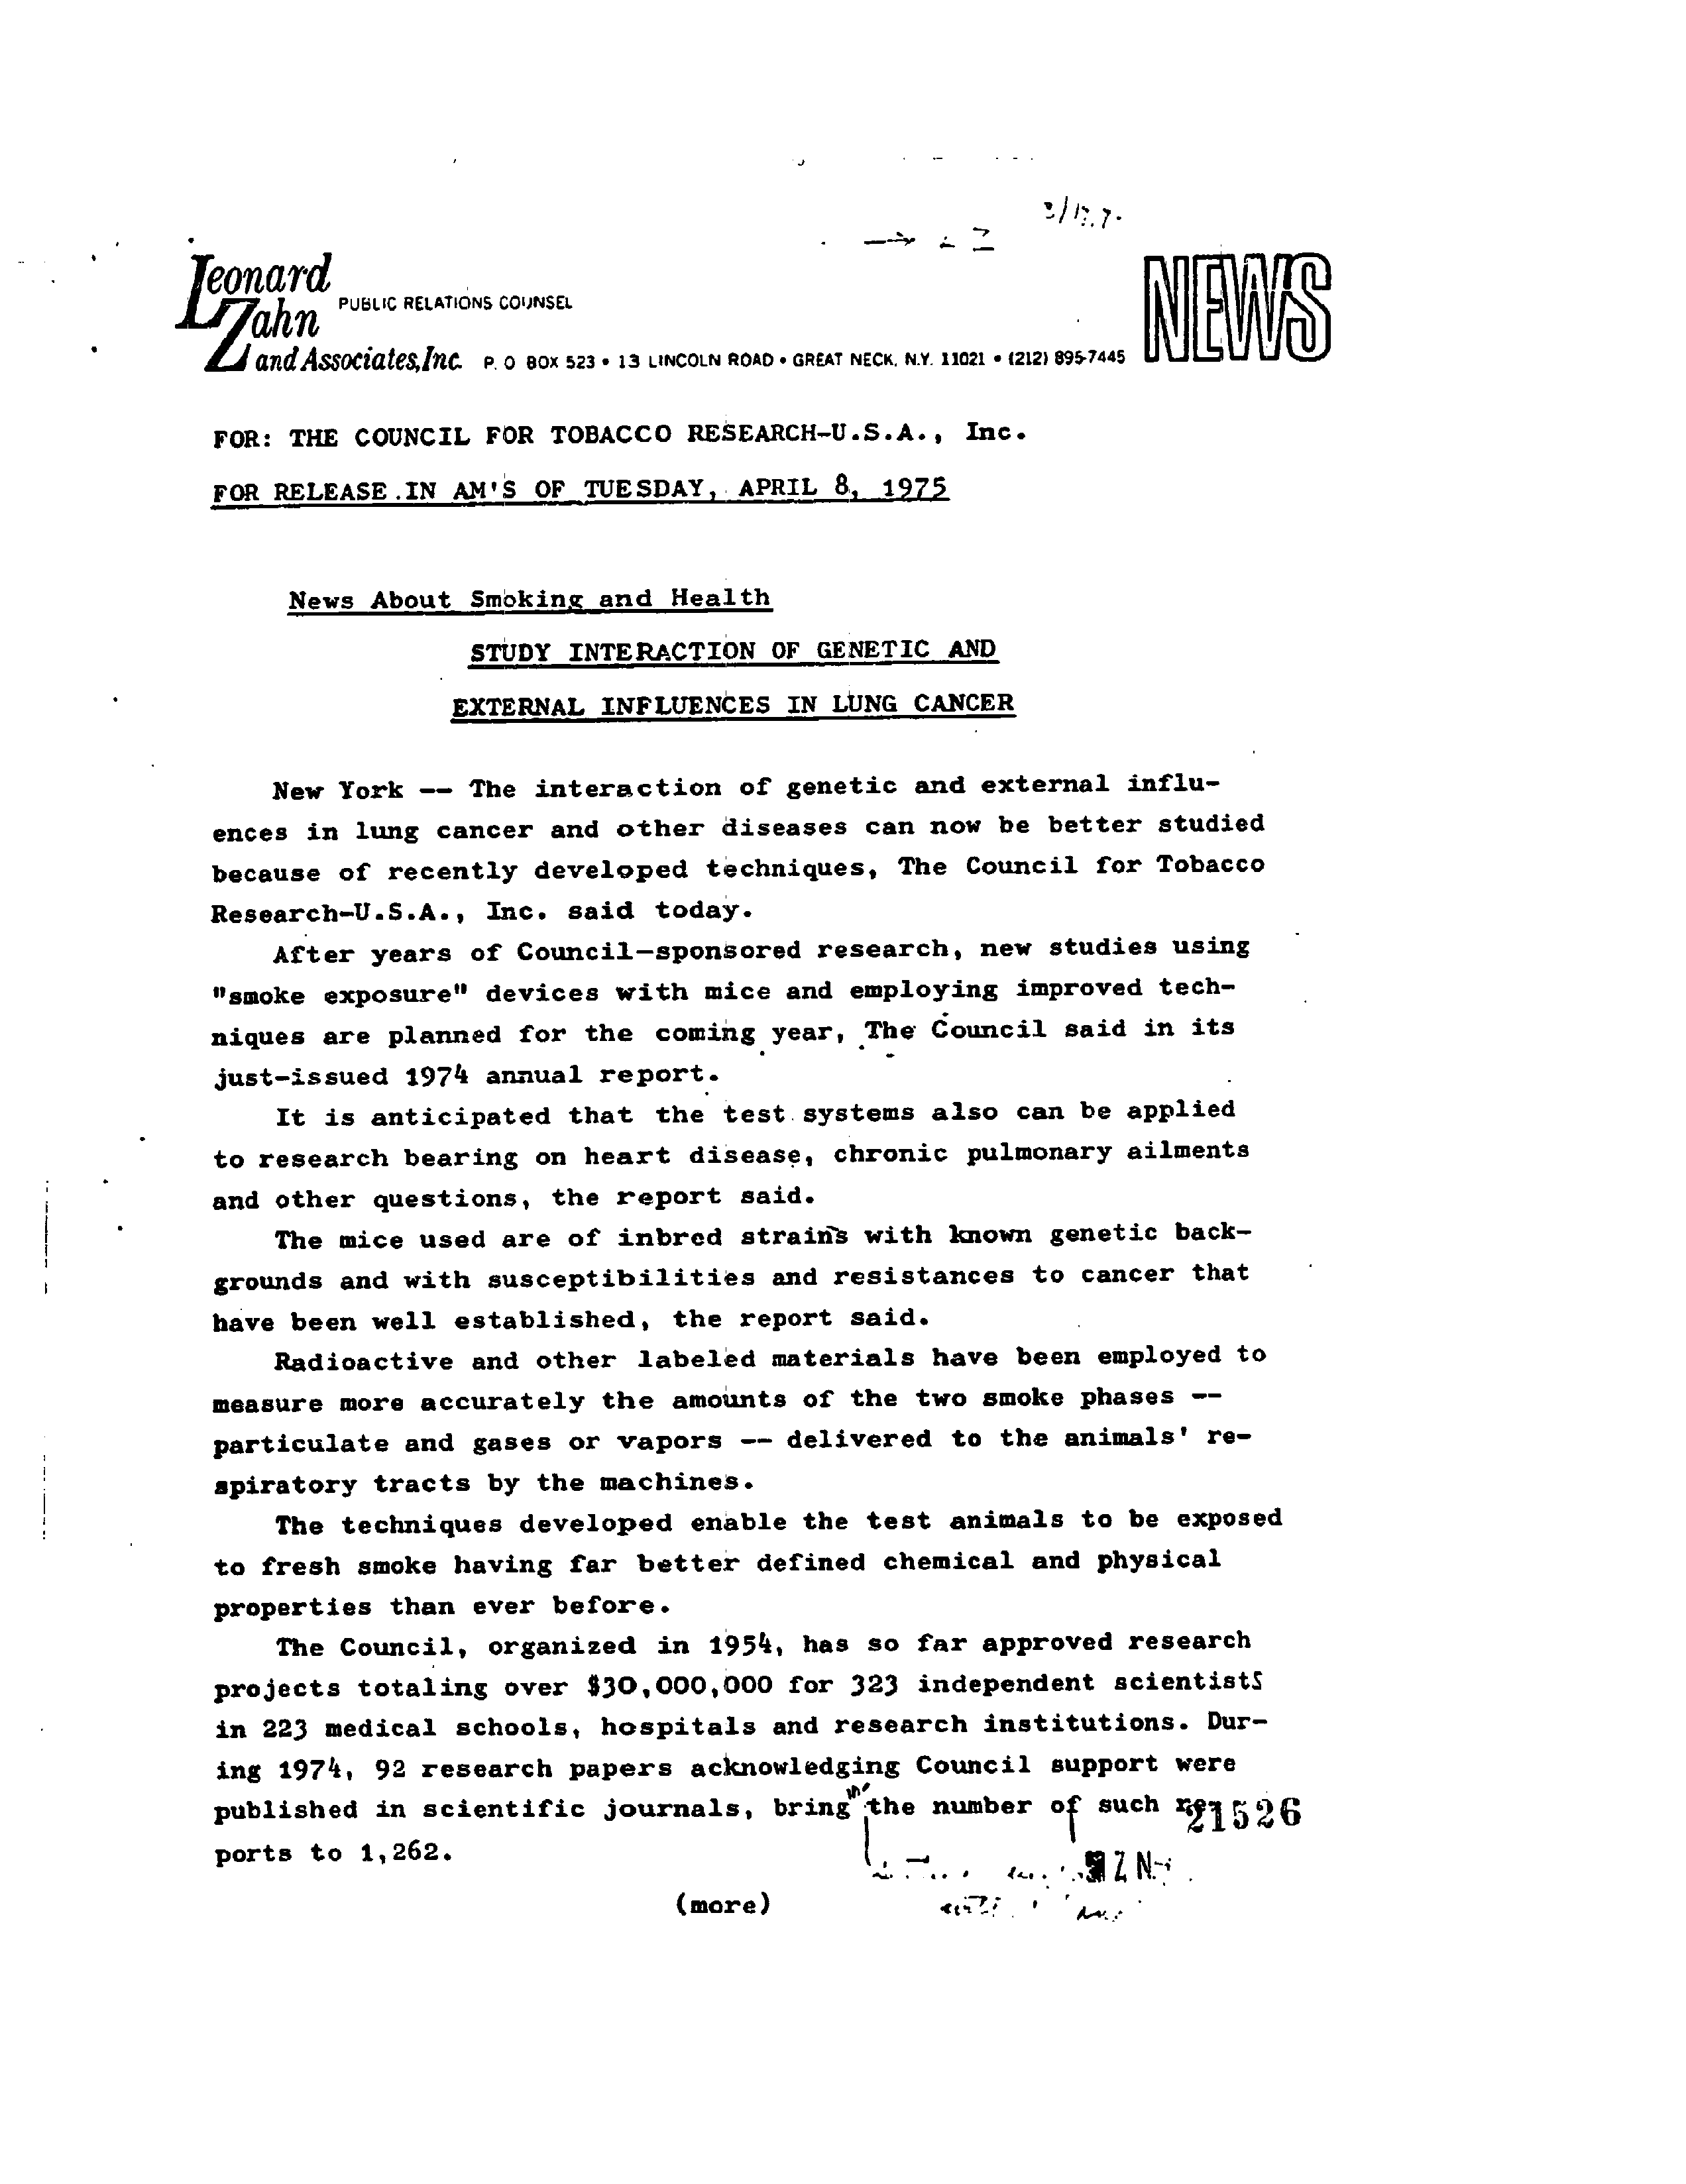 Leonard
Zahn
and Associates, Inc.
PUBLIC RELATIONS COUNSEL
P. O BOX 523 • 13 LINCOLN ROAD • GREAT NECK, N.Y. 11021 • (212) 895-7445
NEWS
FOR: THE COUNCIL FOR TOBACCO RESEARCH-U.S.A., Inc.
FOR RELEASE IN AM'S OF TUESDAY, APRIL 8, 1975
News About Smoking and Health
STUDY INTERACTION OF GENETIC AND
EXTERNAL INFLUENCES IN LUNG CANCER
New York -- The interaction of genetic and external influ-
ences in lung cancer and other diseases can now be better studied
because of recently developed techniques, The Council for Tobacco
Research-U.S.A., Inc. said today.
After years of Council-sponsored research, new studies using
"smoke exposure" devices with mice and employing improved tech-
niques are planned for the coming year, The Council said in its
just-issued 1974 annual report.
It is anticipated that the test systems also can be applied
to research bearing on heart disease, chronic pulmonary ailments
and other questions, the report said.
The mice used are of inbred strains with known genetic back-
grounds and with susceptibilities and resistances to cancer that
have been well established, the report said.
Radioactive and other labeled materials have been employed to
measure more accurately the amounts of the two smoke phases --
particulate and gases or vapors -- delivered to the animals' re-
spiratory tracts by the machines.
The techniques developed enable the test animals to be exposed
to fresh smoke having far better defined chemical and physical
properties than ever before.
The Council, organized in 1954, has so far approved research
projects totaling over $30,000,000 for 323 independent scientists
in 223 medical schools, hospitals and research institutions. Dur-
ing 1974, 92 research papers acknowledging Council support were
published in scientific journals, bring the number of such re-
21526
ports to 1,262.
(more)